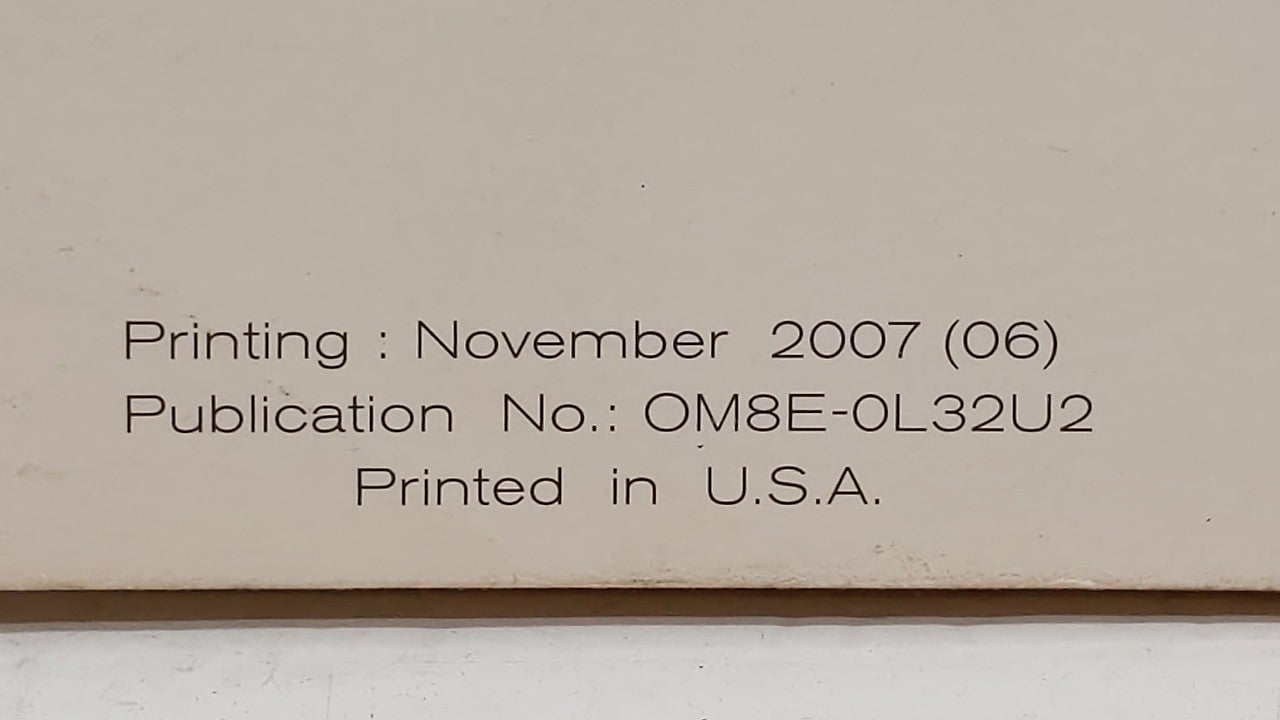 Printing : November 2007 (06)
Publication No.: OM8E-0L32U2
Printed in U.S.A.